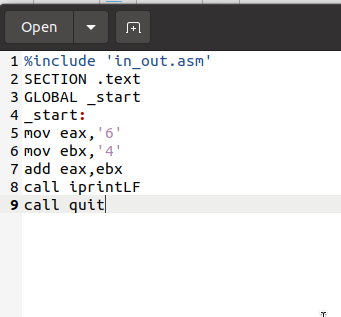 Open
1 %include 'in_out.asm'
2 SECTION .text
3 GLOBAL _start
4 _start:
5 mov eax,'6'
6 mov ebx,'4'
7 add eax,ebx
8 call iprintLF
9 call quit